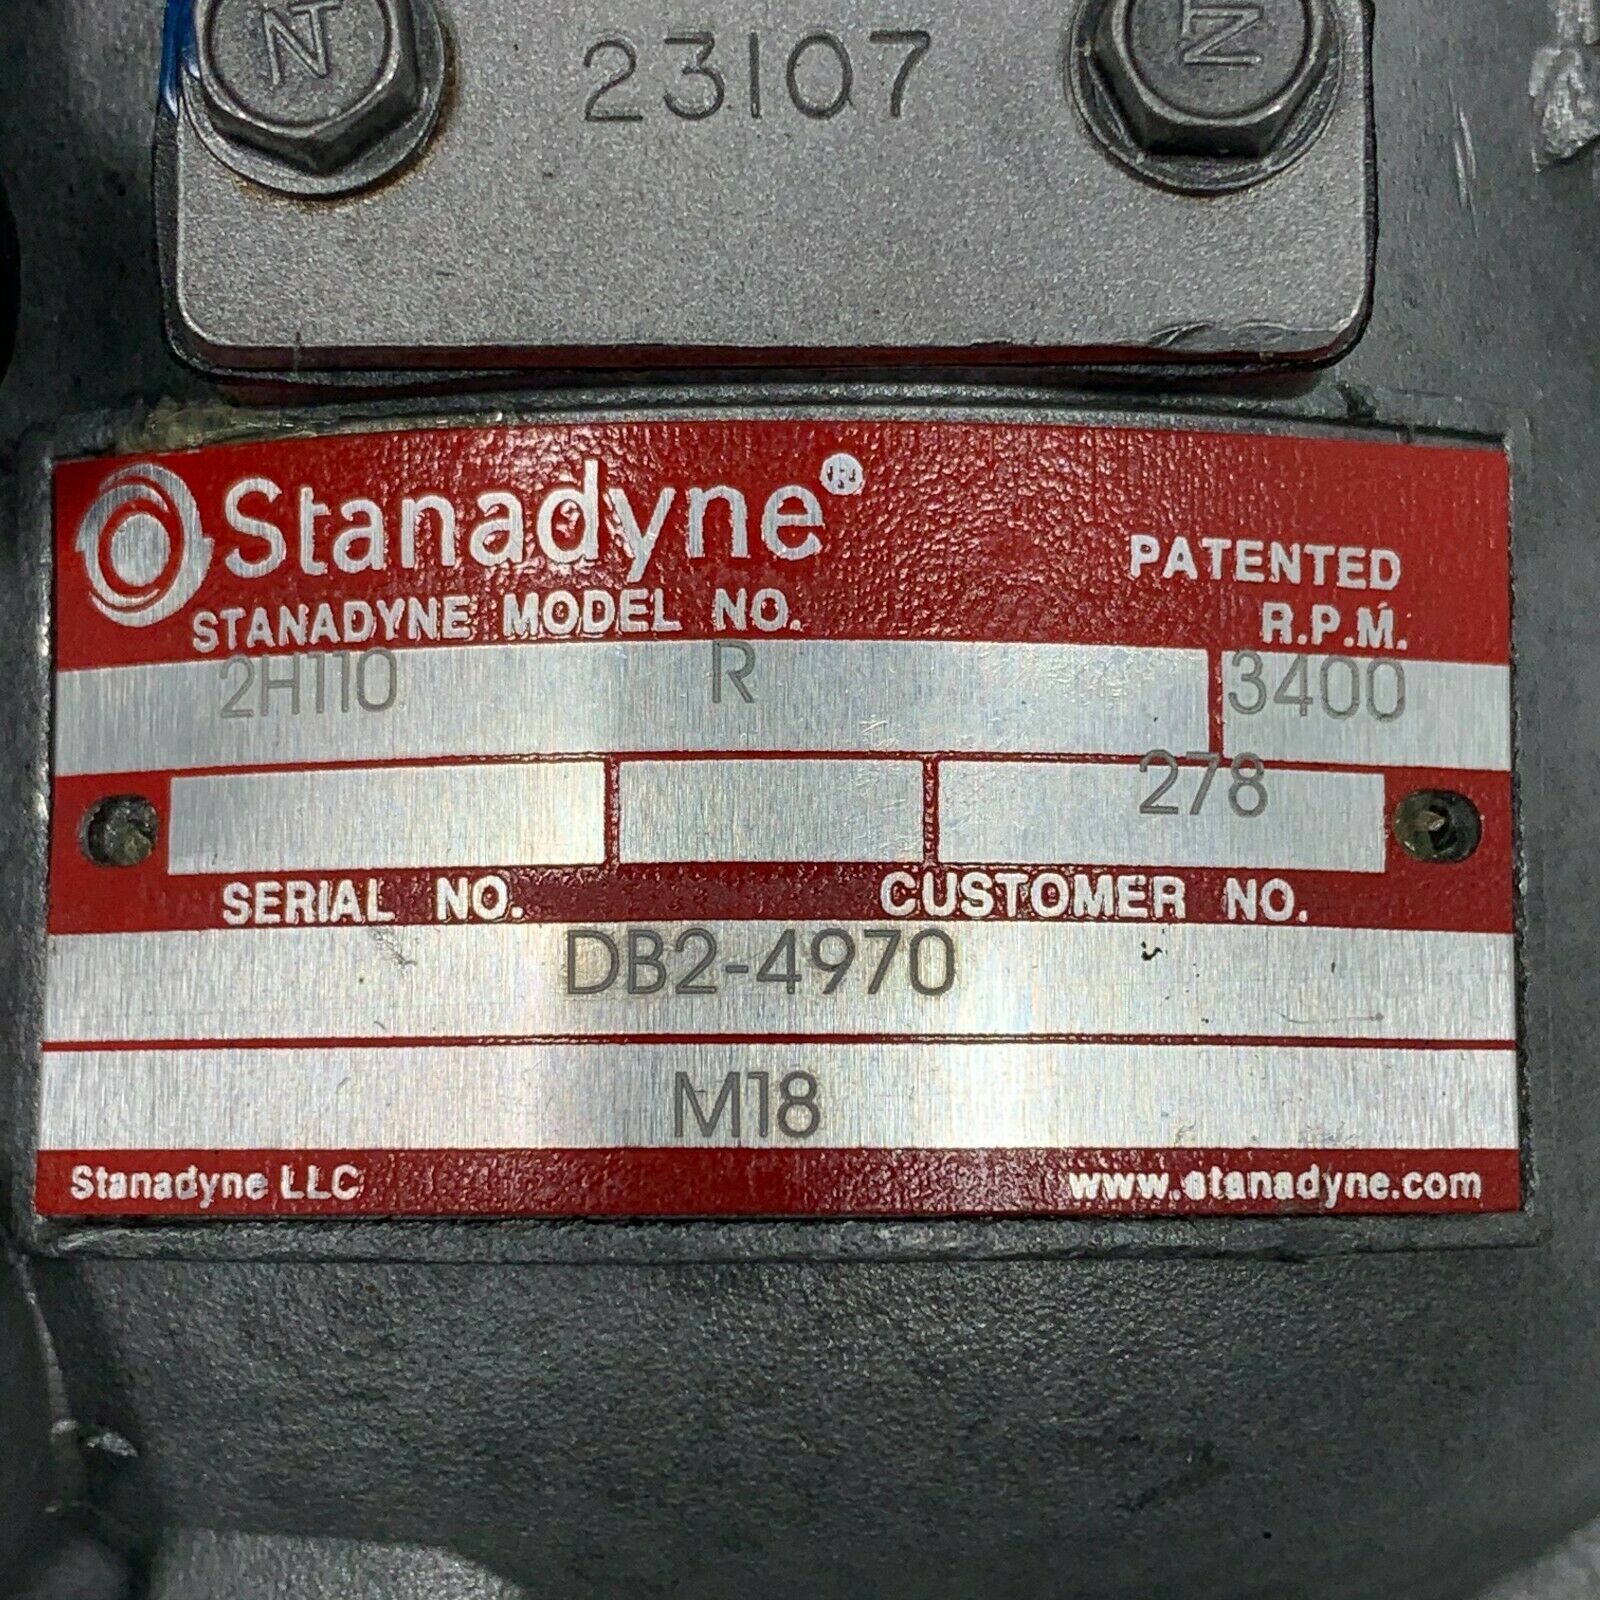 NT
23107
N
Stanadyne®
PATENTED
STANADYNE MODEL NO.
R.P.M.
2H110 R 3400
278
SERIAL NO. CUSTOMER NO.
DB2-4970
M18
Stanadyne LLC www.stanadyne.com